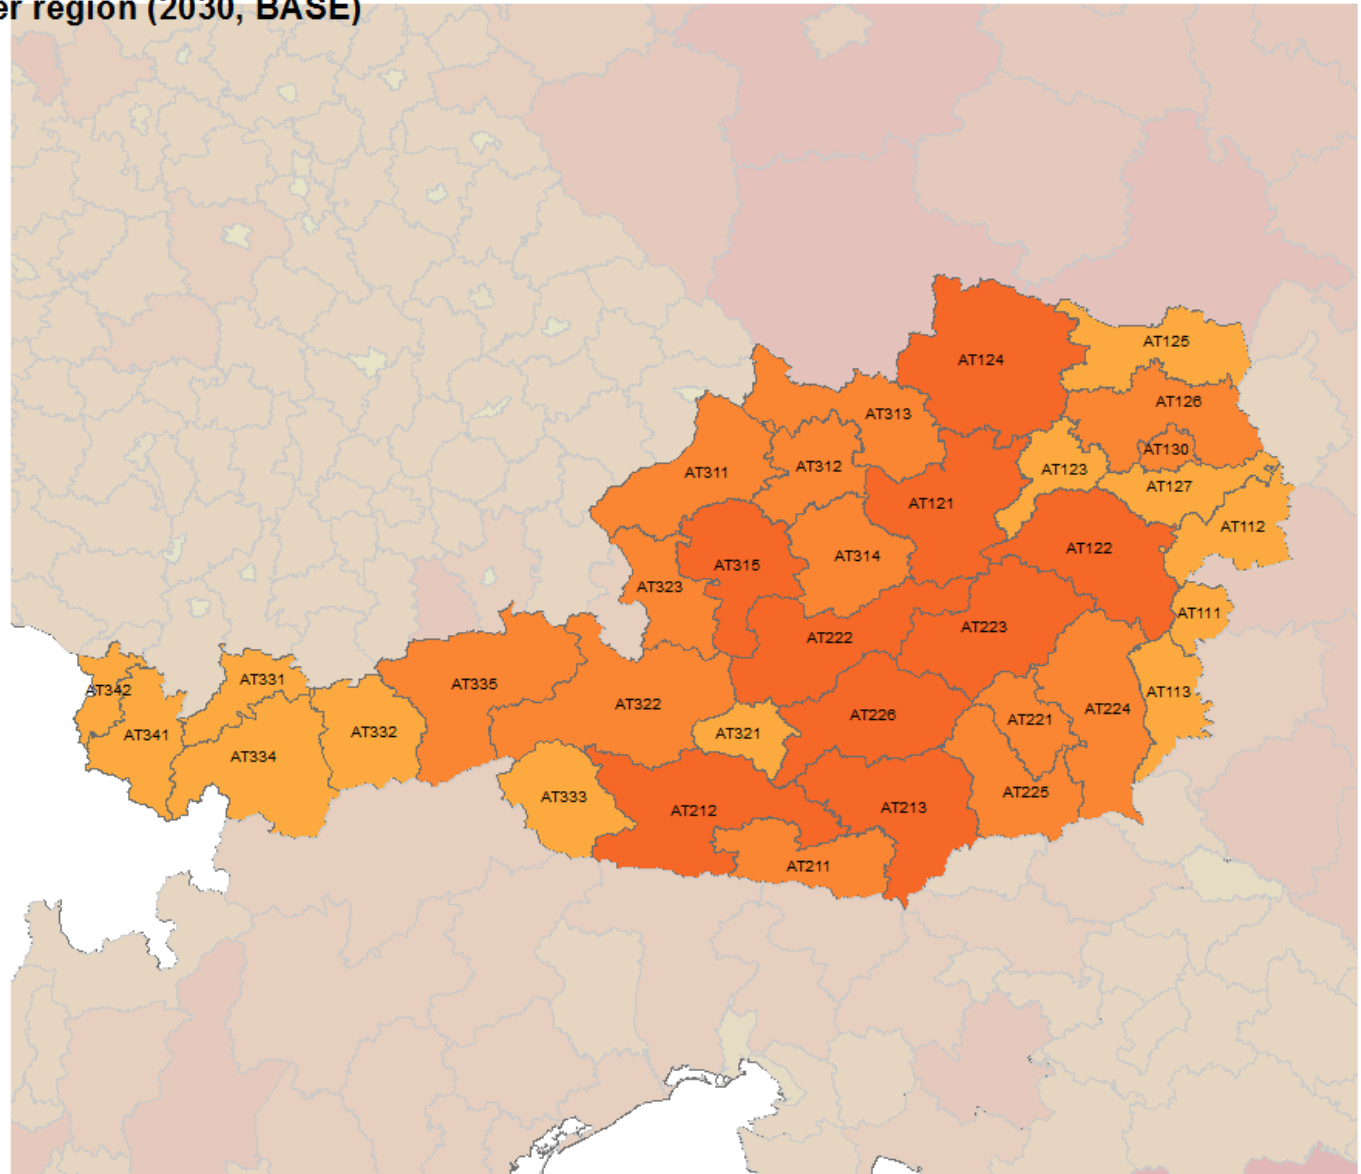 er region (2030, BASE)
AT124
AT125
AT126
AT313
AT130
AT123
AT312
AT311
AT127
AT121
AT112
AT122
AT314
AT315
AT323
AT111
AT223
AT222
AT331
AT335
AT342
AT113
AT322
AT224
AT226
AT221
AT332
AT321
AT341
AT334
AT225
AT333
AT213
AT212
AT211